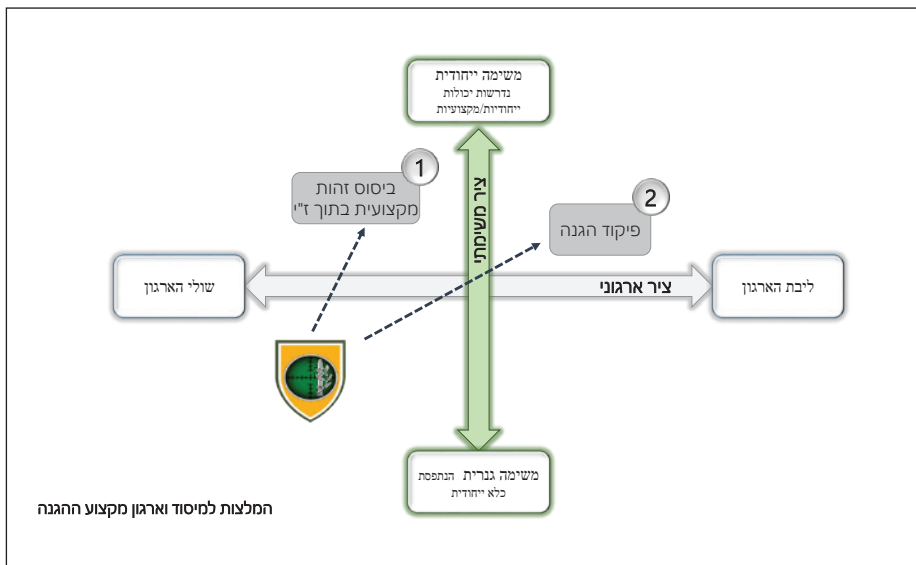 משימה ייחודית
נדרשות יכולות
ייחודיות/מקצועיות
1
ביסוס זהות
מקצועית בתוך ז"י
ציר משימתי
2
פיקוד הגנה
ליבת הארגון
ציר ארגוני
שולי הארגון
משימה גנרית הנתפסת
כלא ייחודית
המלצות למיסוד וארגון מקצוע ההגנה